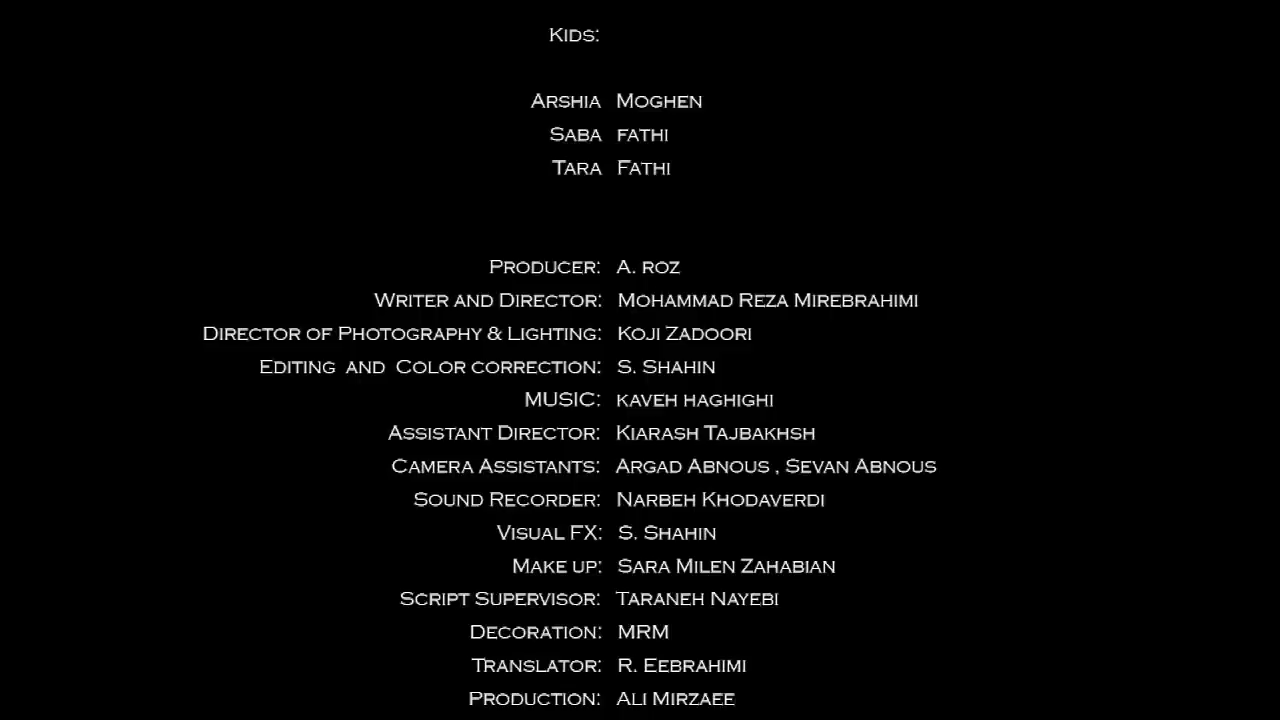 Kids:
Arshia Moghen
Saba fathi
Tara Fathi
Producer: A. roz
Writer and Director: Mohammad Reza Mirebrahimi
Director of Photography & Lighting: Koji Zadoori
Editing and Color correction: S. Shahin
MUSIC: kaveh haghighi
Assistant Director: Kiarash Tajbakhsh
Camera Assistants: Argad Abnous , Sevan Abnous
Sound Recorder: Narbeh Khodaverdi
Visual FX: S. Shahin
Make up: Sara Milen Zahabian
Script Supervisor: Taraneh Nayebi
Decoration: MRM
Translator: R. Eebrahimi
Production: Ali Mirzaee